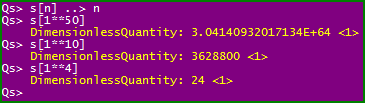 Qs> s[n] ..> n
Qs> s[1**50]
DimensionlessQuantity: 3.04140932017134E+64 <1>
Qs> s[1**10]
DimensionlessQuantity: 3628800 <1>
Qs> s[1**4]
DimensionlessQuantity: 24 <1>
Qs>